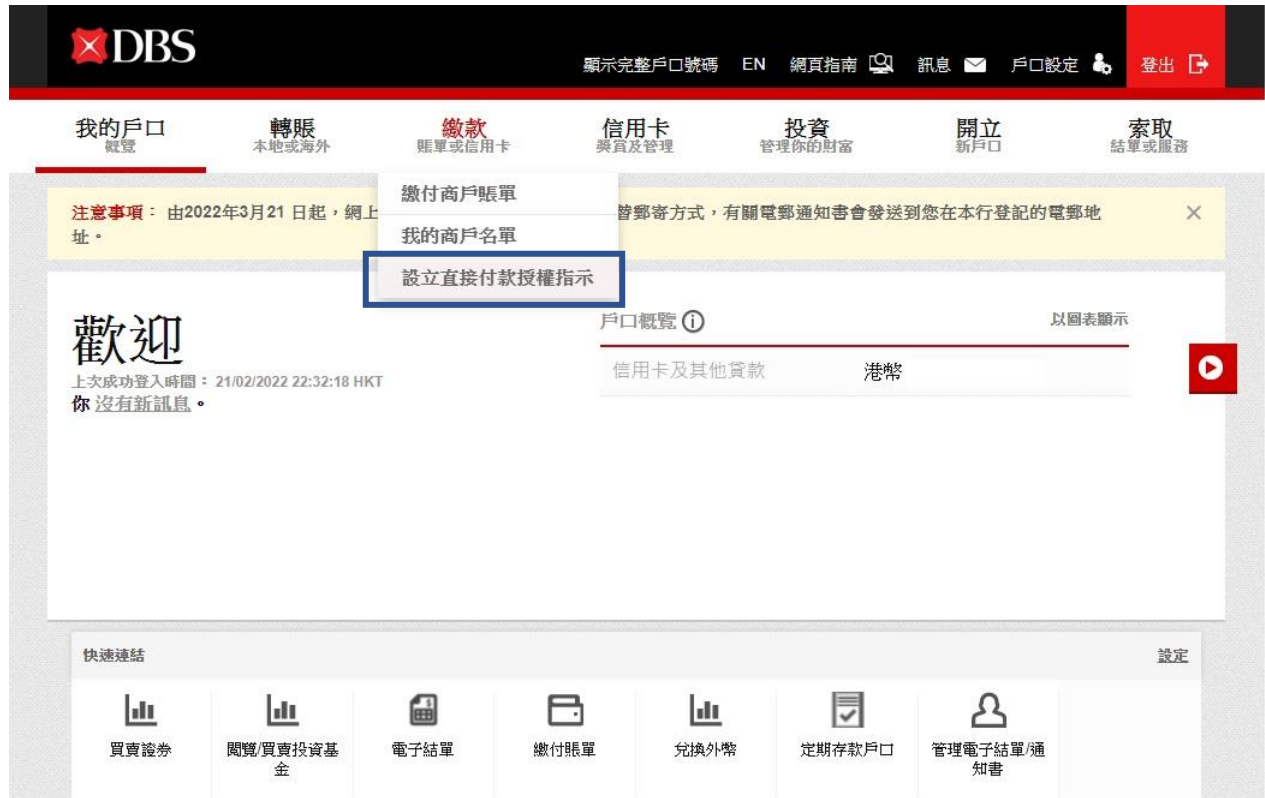 DBS
顯示完整戶口號碼 EN 網頁指南 訊息 戶口設定 登出
我的戶口 轉賬 繳款 信用卡 投資 開立 索取
概覽 本地或海外 賬單或信用卡 獎賞及管理 管理你的財富 新戶口 結單或服務
繳付商戶賬單
我的商戶名單
設立直接付款授權指示
注意事項： 由2022年3月21 日起，網上 替郵寄方式，有關電郵通知書會發送到您在本行登記的電郵地
址。
歡迎
上次成功登入時間： 21/02/2022 22:32:18 HKT
你 沒有新訊息。
戶口概覽 以圖表顯示
信用卡及其他貸款 港幣
快速連結 設定
買賣證券 閱覽/買賣投資基 電子結單 繳付賬單 兌換外幣 定期存款戶口 管理電子結單/通
金 知書